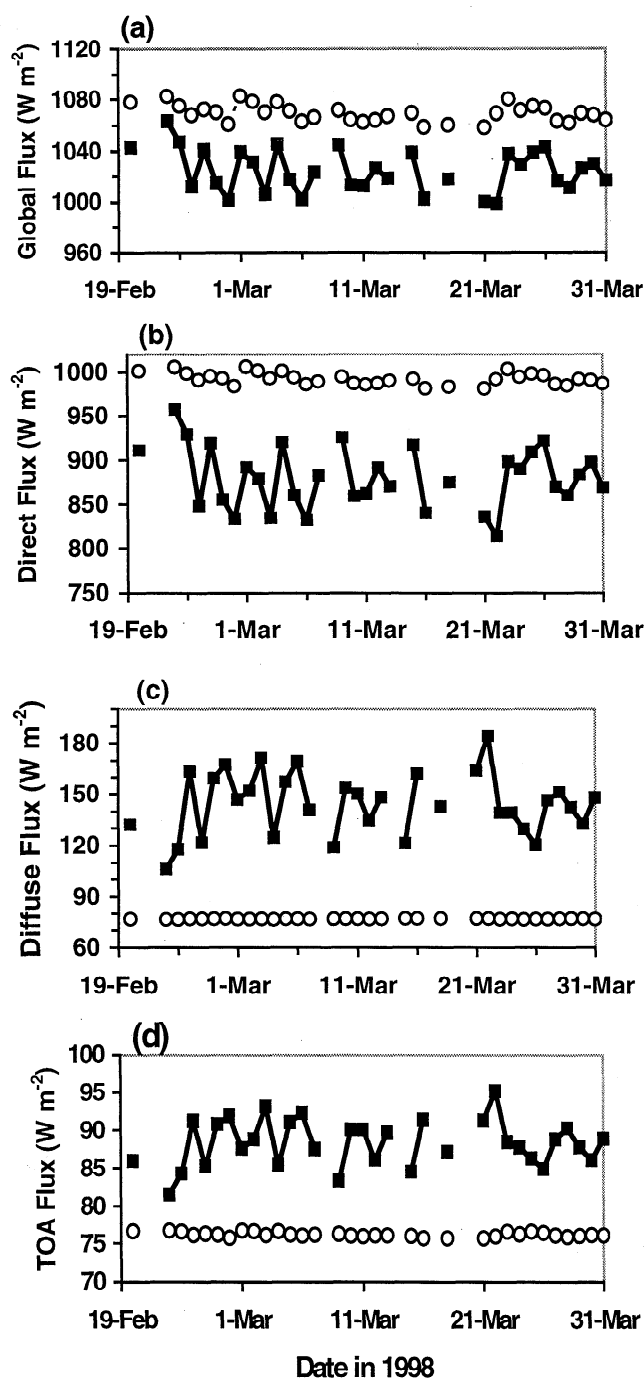 (a)
Global Flux (W m-2)
1120
1080
1040
1000
960
19-Feb 1-Mar 11-Mar 21-Mar 31-Mar
(b)
Direct Flux (W m-2)
1000
950
900
850
800
750
19-Feb 1-Mar 11-Mar 21-Mar 31-Mar
(c)
Diffuse Flux (W m-2)
180
150
120
90
60
19-Feb 1-Mar 11-Mar 21-Mar 31-Mar
(d)
TOA Flux (W m-2)
100
95
90
85
80
75
70
19-Feb 1-Mar 11-Mar 21-Mar 31-Mar
Date in 1998